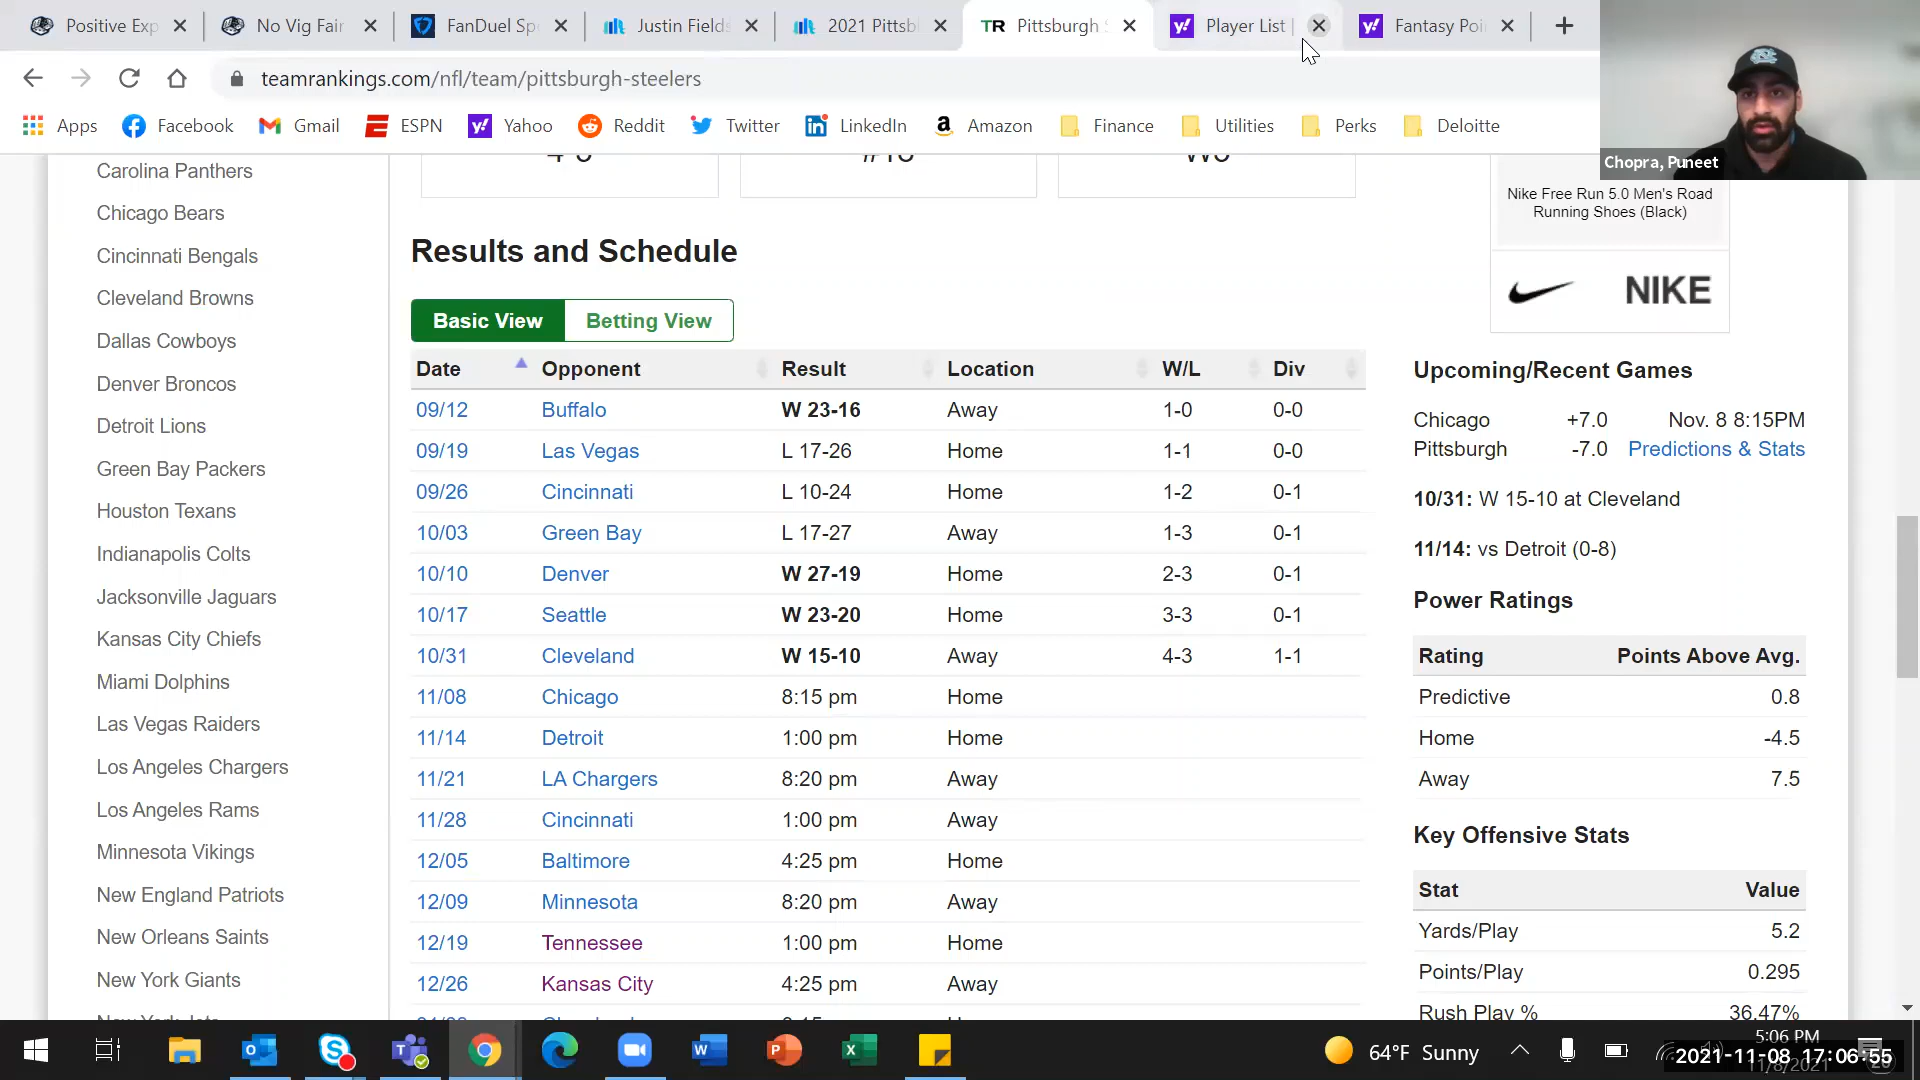 Positive Exp
No Vig Fair
FanDuel Sp
Justin Fields
2021 Pittsb
TR Pittsburgh S
y! Player List |
y! Fantasy Poi
teamrankings.com/nfl/team/pittsburgh-steelers
Apps
Facebook
Gmail
ESPN
y! Yahoo
Reddit
Twitter
in LinkedIn
a Amazon
Finance
Utilities
Perks
Deloitte
Chopra, Puneet
Carolina Panthers
Chicago Bears
Cincinnati Bengals
Cleveland Browns
Dallas Cowboys
Denver Broncos
Detroit Lions
Green Bay Packers
Houston Texans
Indianapolis Colts
Jacksonville Jaguars
Kansas City Chiefs
Miami Dolphins
Las Vegas Raiders
Los Angeles Chargers
Los Angeles Rams
Minnesota Vikings
New England Patriots
New Orleans Saints
New York Giants
Results and Schedule
Basic View Betting View
Date Opponent Result Location W/L Div
09/12 Buffalo W 23-16 Away 1-0 0-0
09/19 Las Vegas L 17-26 Home 1-1 0-0
09/26 Cincinnati L 10-24 Home 1-2 0-1
10/03 Green Bay L 17-27 Away 1-3 0-1
10/10 Denver W 27-19 Home 2-3 0-1
10/17 Seattle W 23-20 Home 3-3 0-1
10/31 Cleveland W 15-10 Away 4-3 1-1
11/08 Chicago 8:15 pm Home
11/14 Detroit 1:00 pm Home
11/21 LA Chargers 8:20 pm Away
11/28 Cincinnati 1:00 pm Away
12/05 Baltimore 4:25 pm Home
12/09 Minnesota 8:20 pm Away
12/19 Tennessee 1:00 pm Home
12/26 Kansas City 4:25 pm Away
Nike Free Run 5.0 Men's Road
Running Shoes (Black)
NIKE
Upcoming/Recent Games
Chicago +7.0 Nov. 8 8:15PM
Pittsburgh -7.0 Predictions & Stats
10/31: W 15-10 at Cleveland
11/14: vs Detroit (0-8)
Power Ratings
Rating Points Above Avg.
Predictive 0.8
Home -4.5
Away 7.5
Key Offensive Stats
Stat Value
Yards/Play 5.2
Points/Play 0.295
Rush Play % 36.47%
64°F Sunny
5:06 PM
2021-11-08 17:06:55